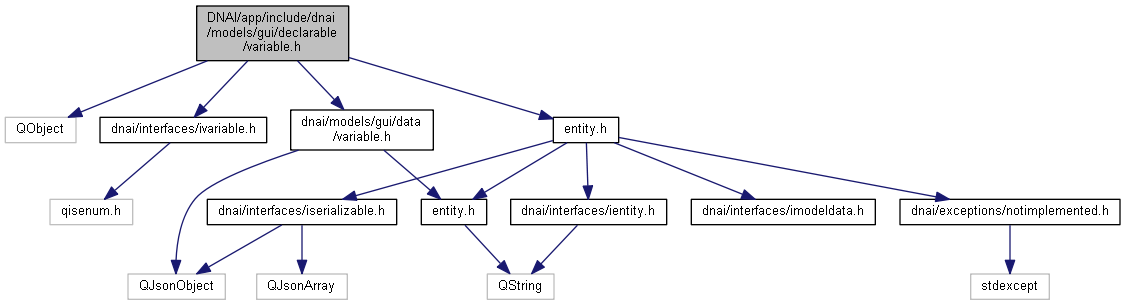 DNAI/app/include/dnai
/models/gui/declarable
/variable.h
QObject
dnai/interfaces/ivariable.h
dnai/models/gui/data
/variable.h
entity.h
qisenum.h
dnai/interfaces/iserializable.h
entity.h
dnai/interfaces/ientity.h
dnai/interfaces/imodeldata.h
dnai/exceptions/notimplemented.h
QJsonObject
QJsonArray
QString
stdexcept